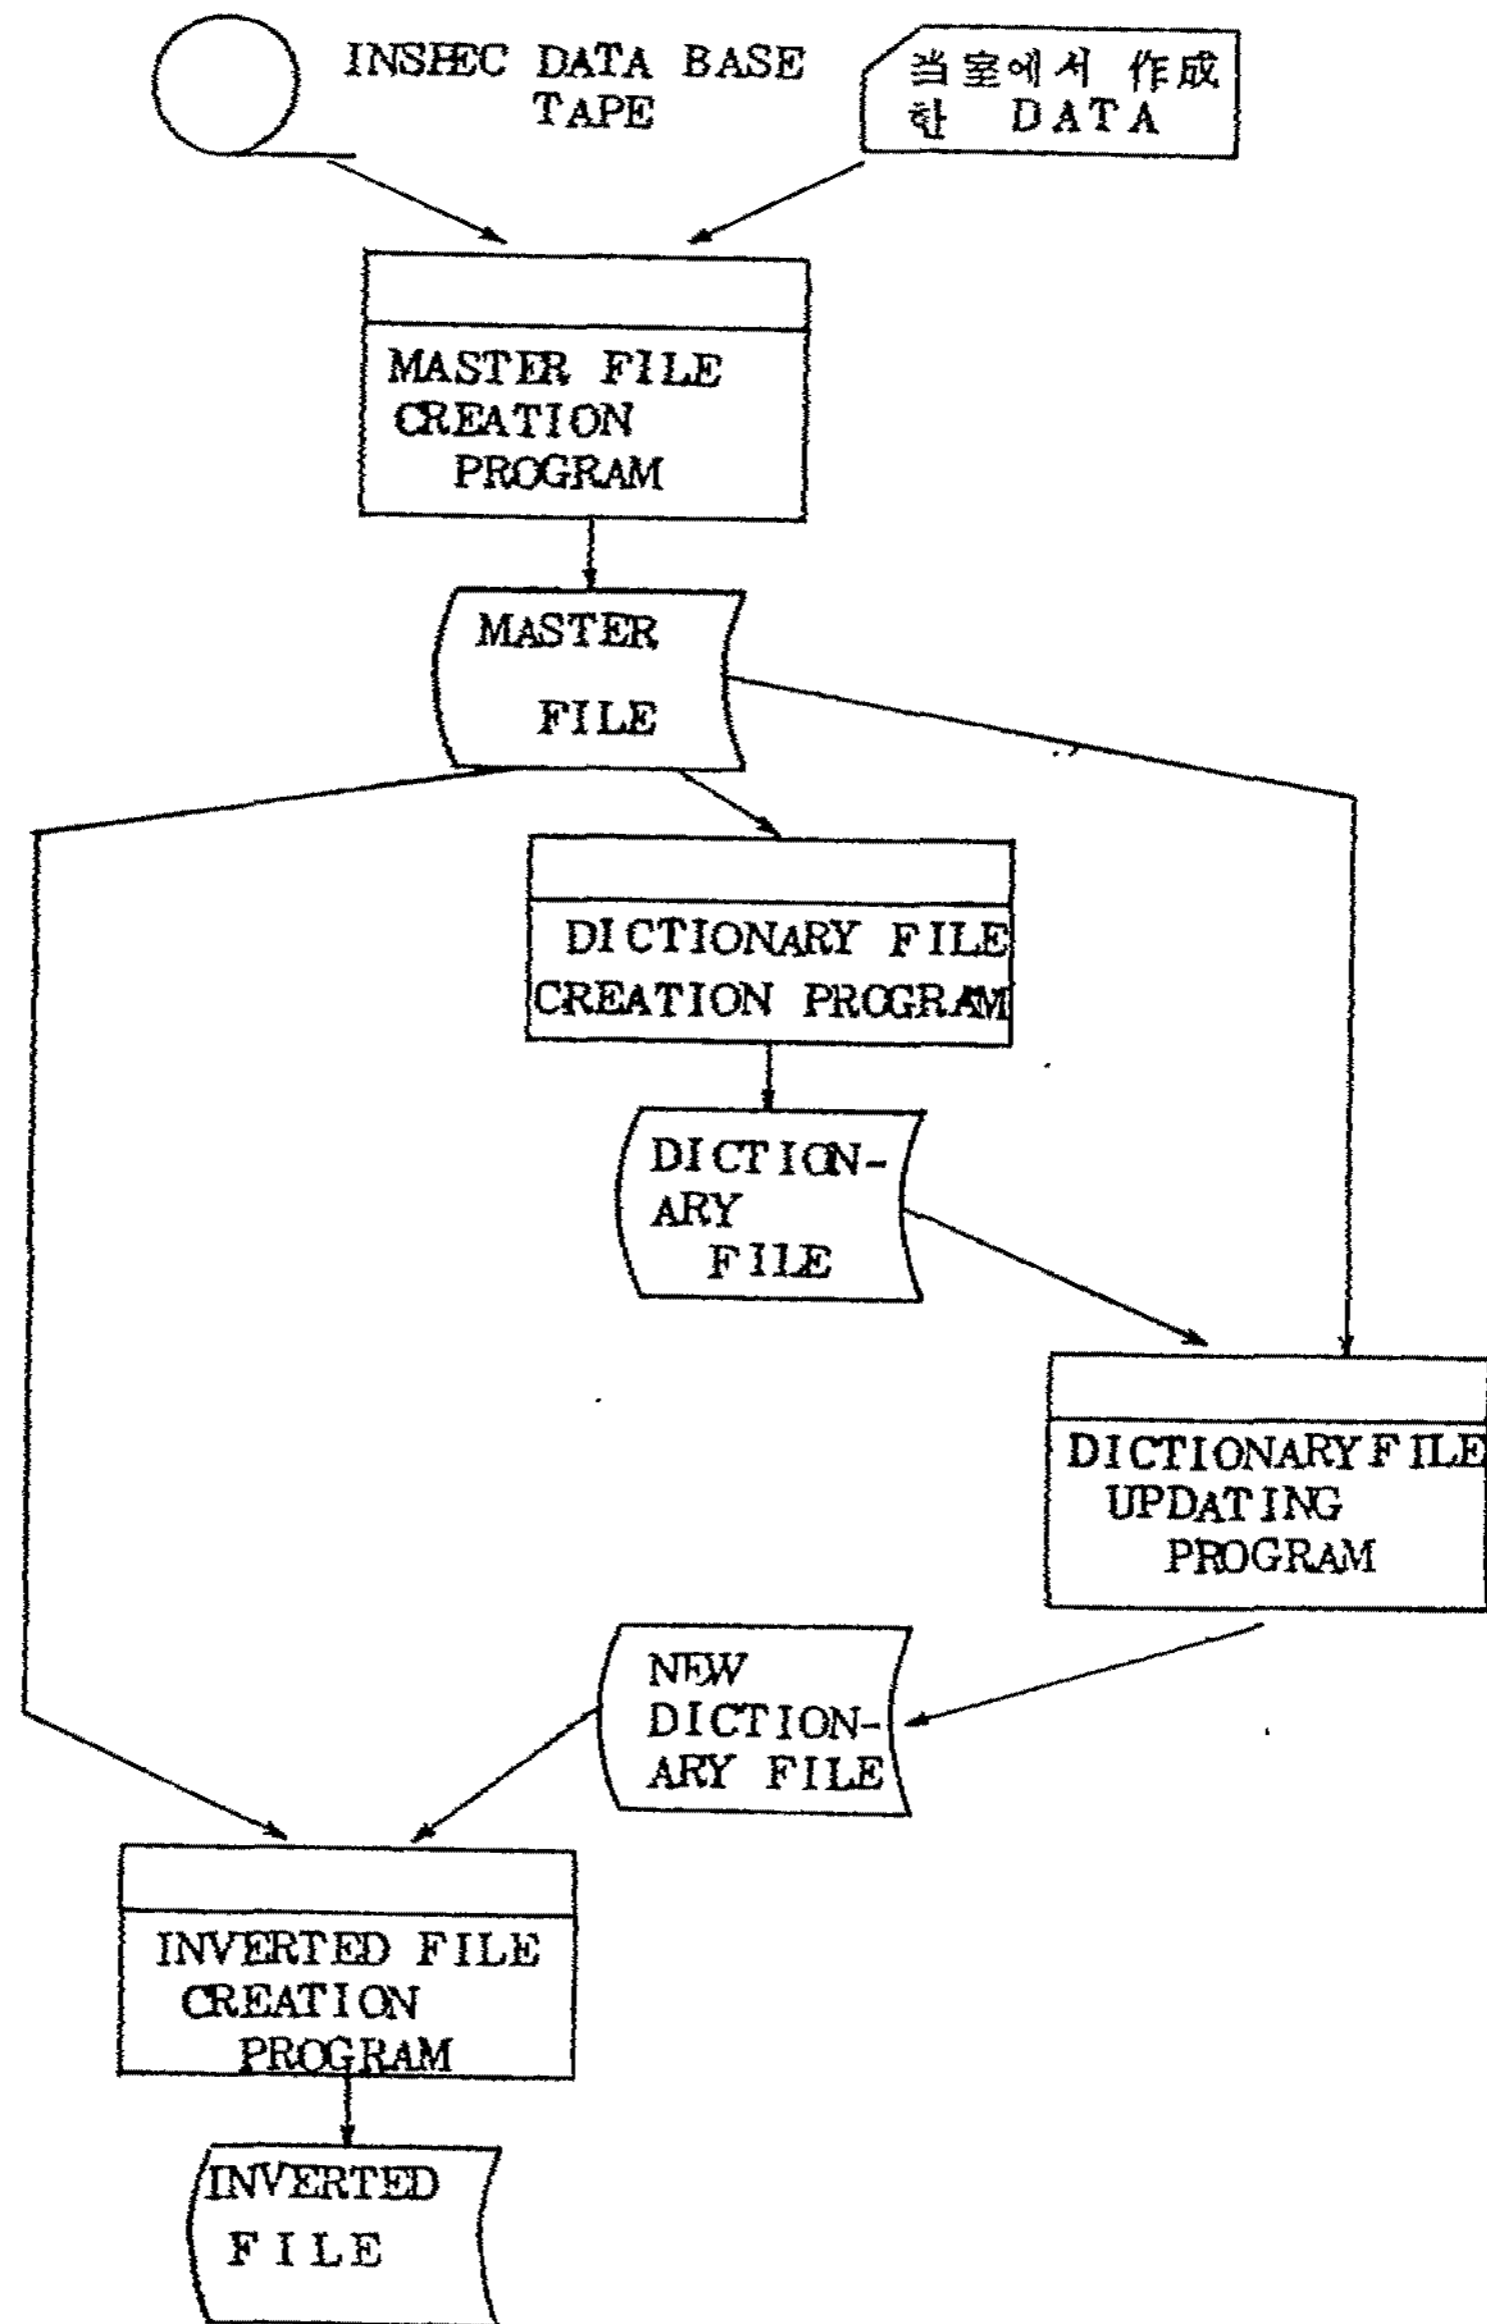 INSPEC DATA BASE
TAPE
当室에서 作成
한 DATA
MASTER FILE
CREATION
PROGRAM
MASTER
FILE
DICTIONARY FILE
CREATION PROGRAM
DICTION-
ARY
FILE
DICTIONARY FILE
UPDATING
PROGRAM
NEW
DICTION-
ARY FILE
INVERTED FILE
CREATION
PROGRAM
INVERTED
FILE